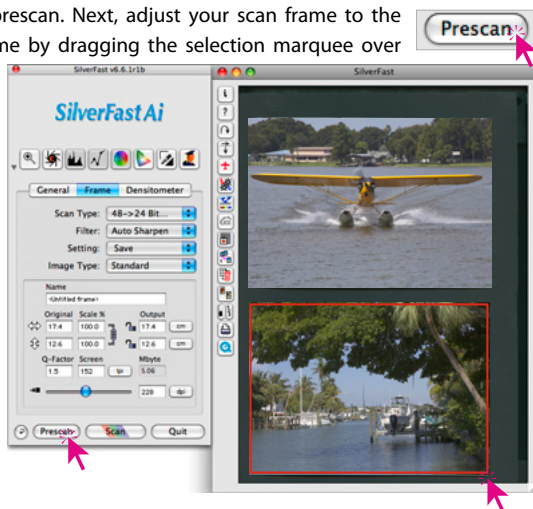 prescan. Next, adjust your scan frame to the
me by dragging the selection marquee over
Prescan
SilverFast v6.6.1r1b
SilverFast Ai
General Frame Densitometer
Scan Type: 48->24 Bit...
Filter: Auto Sharpen
Setting: Save
Image Type: Standard
Name
<Untitled frame>
Original Scale % Output
17.4 100.0 17.4 cm
12.6 100.0 12.6 cm
Q-Factor Screen Mbyte
1.5 152 lpi 5.06
228 dpi
Prescan Scan Quit
SilverFast